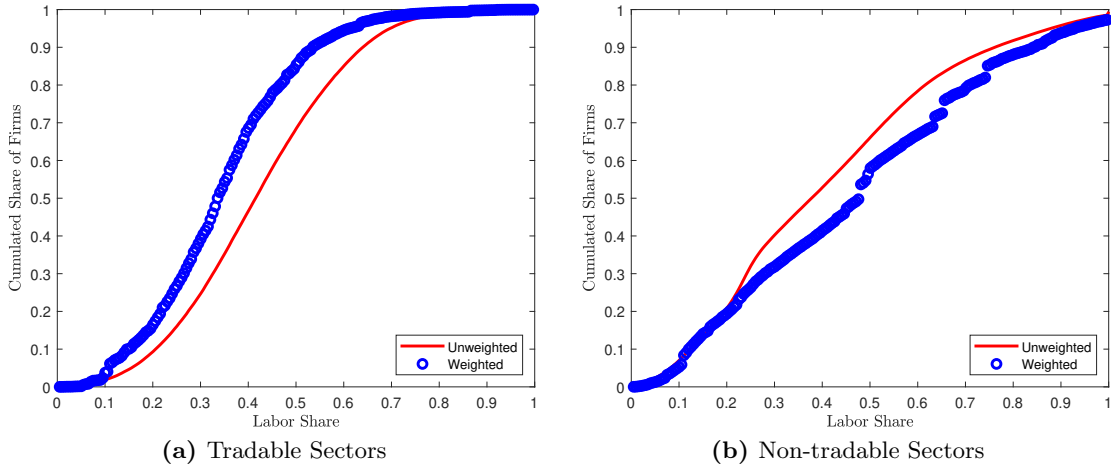 1
0.9
0.8
0.7
0.6
0.5
0.4
0.3
0.2
0.1
0
Cumulated Share of Firms
Unweighted
Weighted
0 0.1 0.2 0.3 0.4 0.5 0.6 0.7 0.8 0.9 1
Labor Share
(a) Tradable Sectors
1
0.9
0.8
0.7
0.6
0.5
0.4
0.3
0.2
0.1
0
Cumulated Share of Firms
Unweighted
Weighted
0 0.1 0.2 0.3 0.4 0.5 0.6 0.7 0.8 0.9 1
Labor Share
(b) Non-tradable Sectors